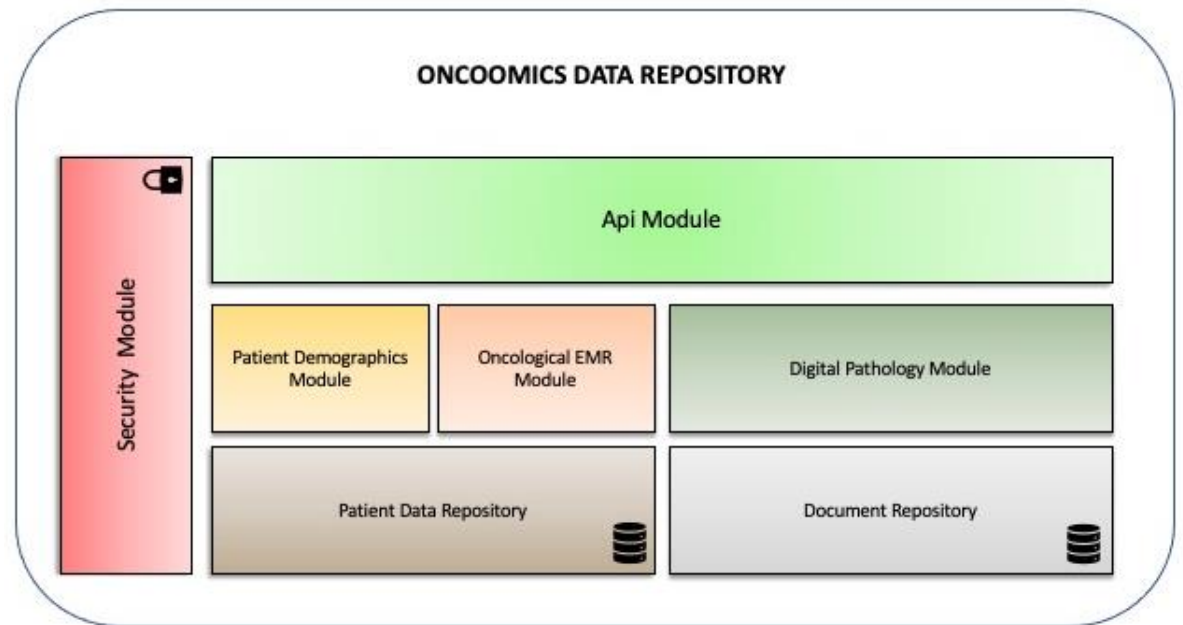 ONCOOMICS DATA REPOSITORY
Security Module
Api Module
Patient Demographics
Module
Oncological EMR
Module
Digital Pathology Module
Patient Data Repository
Document Repository